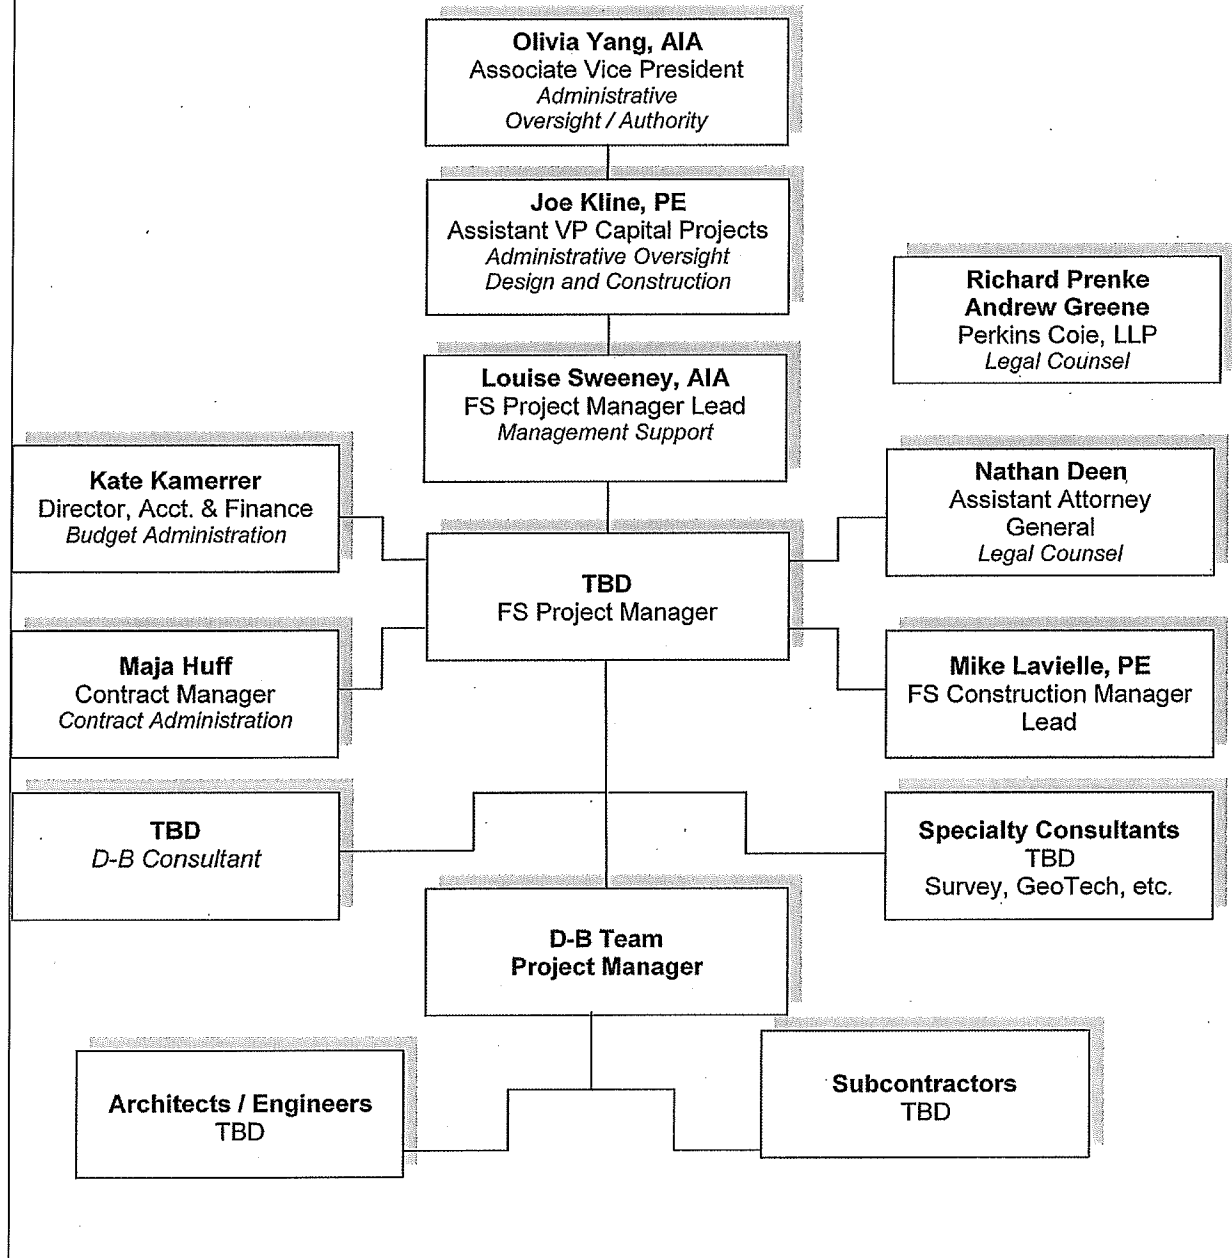 Olivia Yang, AIA
Associate Vice President
Administrative
Oversight / Authority
Joe Kline, PE
Assistant VP Capital Projects
Administrative Oversight
Design and Construction
Richard Prenke
Andrew Greene
Perkins Coie, LLP
Legal Counsel
Louise Sweeney, AIA
FS Project Manager Lead
Management Support
Kate Kamerrer
Director, Acct. & Finance
Budget Administration
Nathan Deen
Assistant Attorney
General
Legal Counsel
TBD
FS Project Manager
Maja Huff
Contract Manager
Contract Administration
Mike Lavielle, PE
FS Construction Manager
Lead
TBD
D-B Consultant
Specialty Consultants
TBD
Survey, GeoTech, etc.
D-B Team
Project Manager
Architects / Engineers
TBD
Subcontractors
TBD